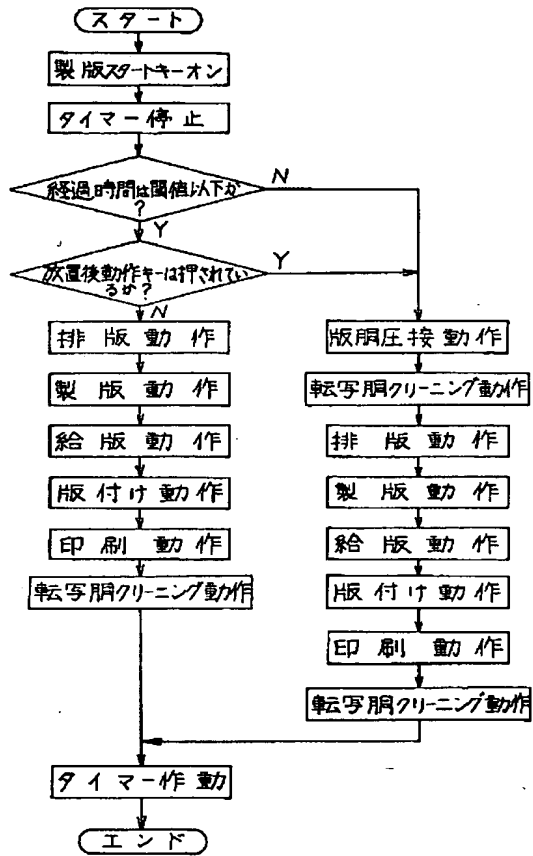 スタート
製版スタートキーオン
タイマー停止
経過時間は閾値以下か
?
N
Y
放置後動作キーは押されてい
るか?
Y
N
排版動作
製版動作
給版動作
版付け動作
印刷動作
転写胴クリーニング動作
版胴圧接動作
転写胴クリーニング動作
排版動作
製版動作
給版動作
版付け動作
印刷動作
転写胴クリーニング動作
タイマー作動
エンド